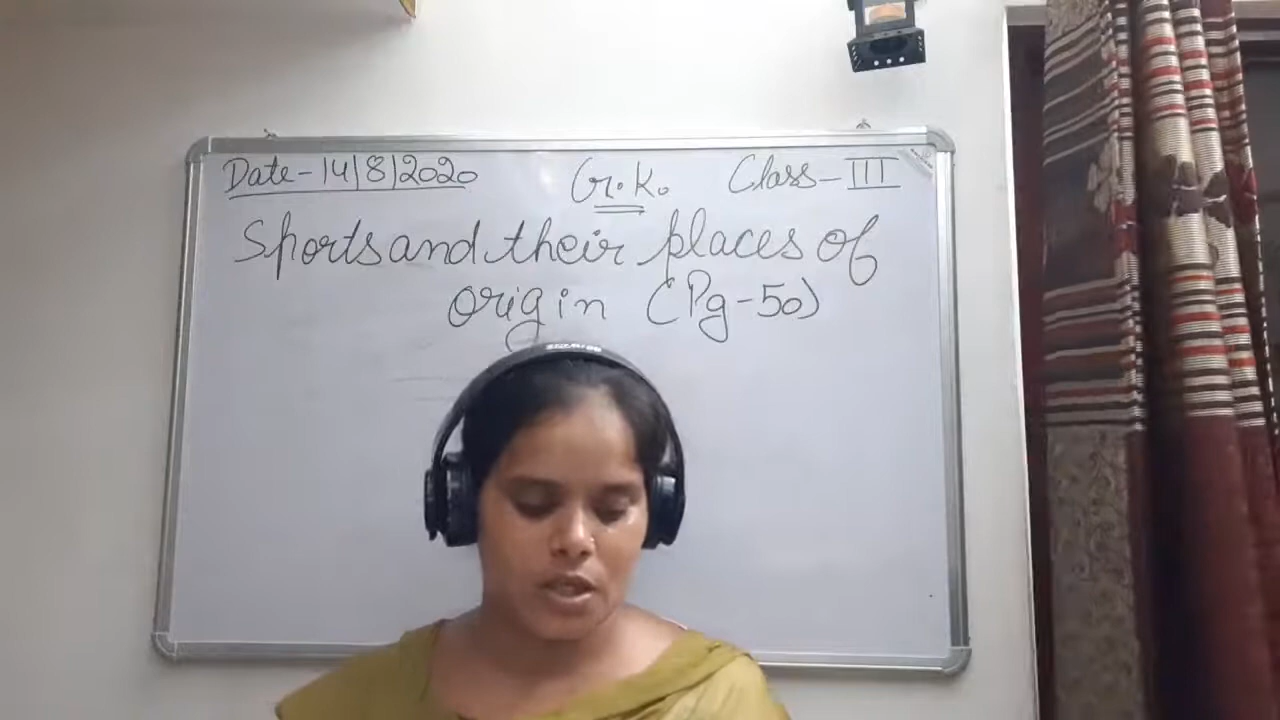 Date-14/8/2020 G.K. Class-III
Sports and their places of
origin (Pg-50)